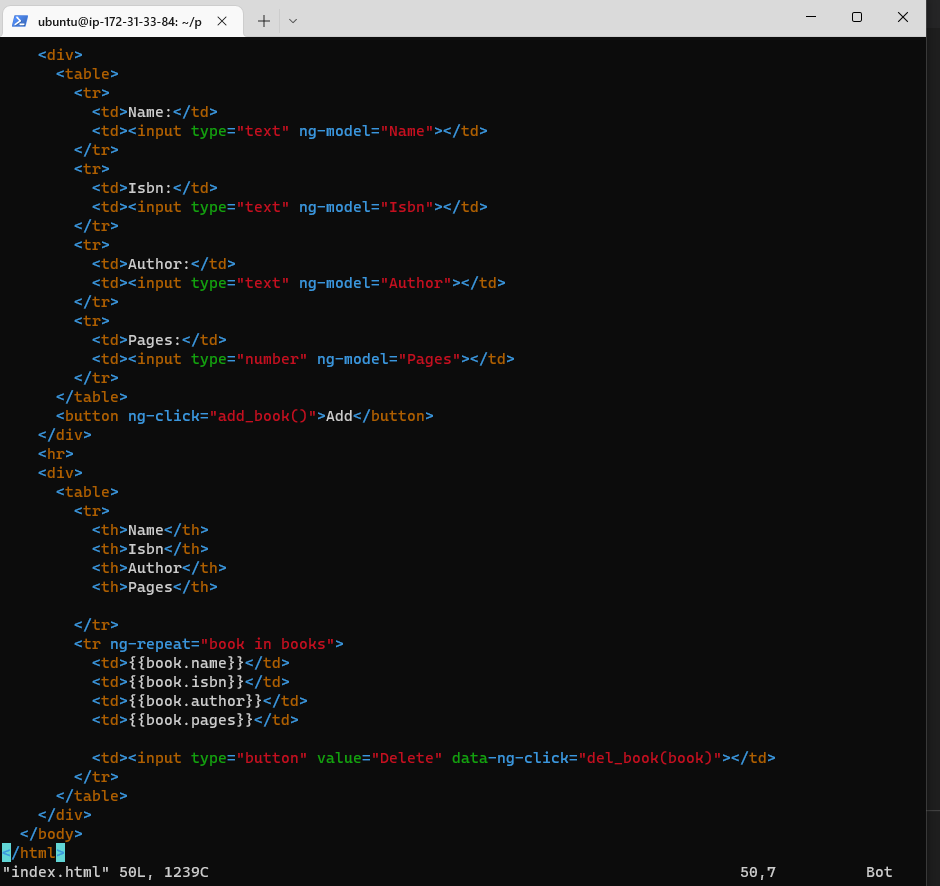 ubuntu@ip-172-31-33-84: ~/p
    <div>
      <table>
        <tr>
          <td>Name:</td>
          <td><input type="text" ng-model="Name"></td>
        </tr>
        <tr>
          <td>Isbn:</td>
          <td><input type="text" ng-model="Isbn"></td>
        </tr>
        <tr>
          <td>Author:</td>
          <td><input type="text" ng-model="Author"></td>
        </tr>
        <tr>
          <td>Pages:</td>
          <td><input type="number" ng-model="Pages"></td>
        </tr>
      </table>
      <button ng-click="add_book()">Add</button>
    </div>
    <hr>
    <div>
      <table>
        <tr>
          <th>Name</th>
          <th>Isbn</th>
          <th>Author</th>
          <th>Pages</th>

        </tr>
        <tr ng-repeat="book in books">
          <td>{{book.name}}</td>
          <td>{{book.isbn}}</td>
          <td>{{book.author}}</td>
          <td>{{book.pages}}</td>

          <td><input type="button" value="Delete" data-ng-click="del_book(book)"></td>
        </tr>
      </table>
    </div>
  </body>
</html>
"index.html" 50L, 1239C 50,7 Bot